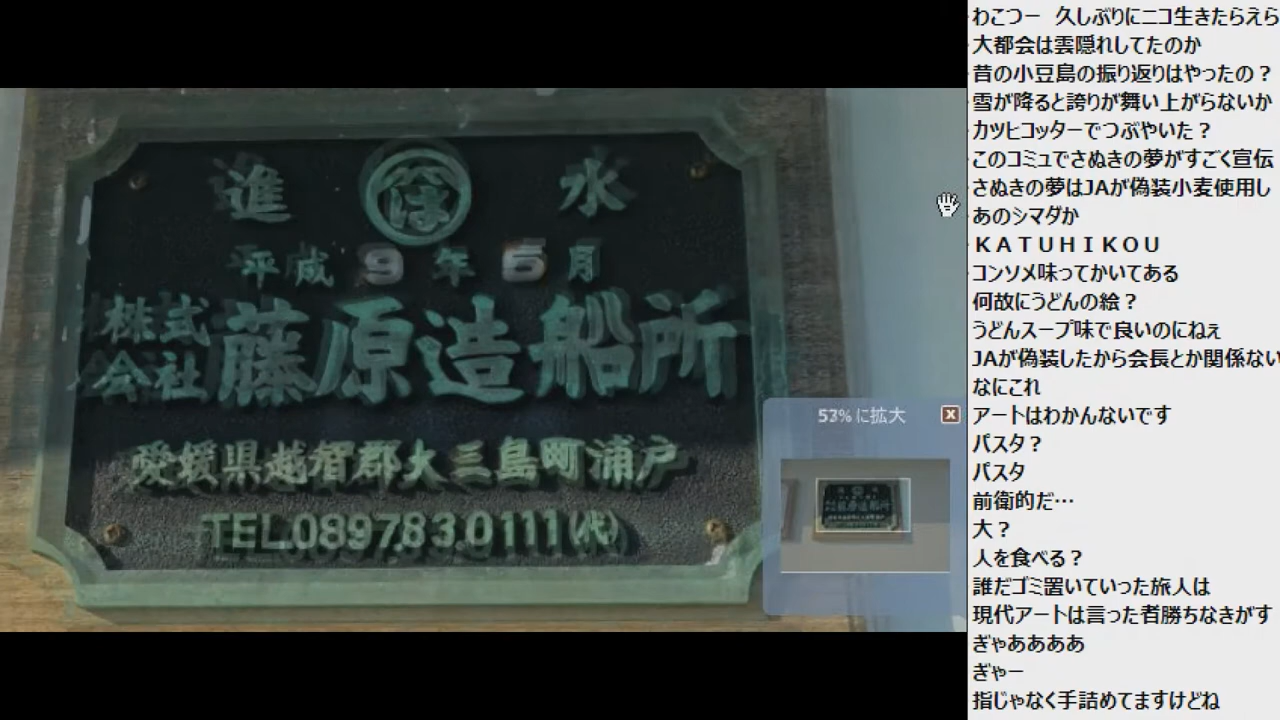 進 ほ 水
平成 9 年 5 月
株式会社 藤原造船所
愛媛県越智郡大三島町浦戸
TEL.08978.3.0111(代)
53% に拡大
わこつー 久しぶりにニコ生きたらえら
大都会は雲隠れしてたのか
昔の小豆島の振り返りはやったの？
雪が降ると誇りが舞い上がらないか
カツヒコッターでつぶやいた？
このコミュでさぬきの夢がすごく宣伝
さぬきの夢はJAが偽装小麦使用し
あのシマダか
ＫＡＴＵＨＩＫＯＵ
コンソメ味ってかいてある
何故にうどんの絵？
うどんスープ味で良いのにねぇ
JAが偽装したから会長とか関係ない
なにこれ
アートはわかんないです
パスタ？
パスタ
前衛的だ…
大？
人を食べる？
誰だゴミ置いていった旅人は
現代アートは言った者勝ちなきがす
ぎゃああああ
ぎゃー
指じゃなく手詰めてますけどね